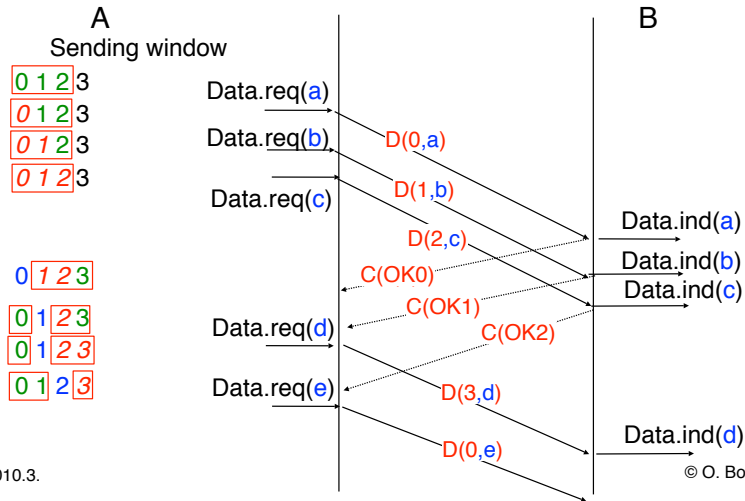 A
B
Sending window
0 1 2 3
0 1 2 3
0 1 2 3
0 1 2 3
Data.req(a)
Data.req(b)
Data.req(c)
D(0,a)
D(1,b)
D(2,c)
Data.ind(a)
Data.ind(b)
Data.ind(c)
0 1 2 3
C(OK0)
0 1 2 3
C(OK1)
Data.req(d)
C(OK2)
0 1 2 3
0 1 2 3
Data.req(e)
D(3,d)
D(0,e)
Data.ind(d)
010.3.
© O. Bo